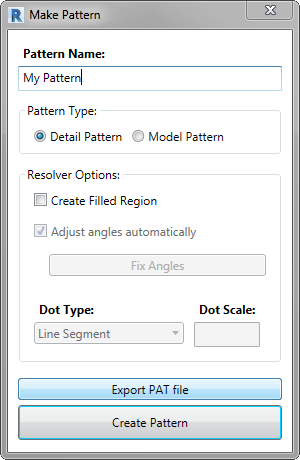 Make Pattern
Pattern Name:
My Pattern
Pattern Type:
Detail Pattern Model Pattern
Resolver Options:
Create Filled Region
Adjust angles automatically
Fix Angles
Dot Type: Dot Scale:
Line Segment
Export PAT file
Create Pattern